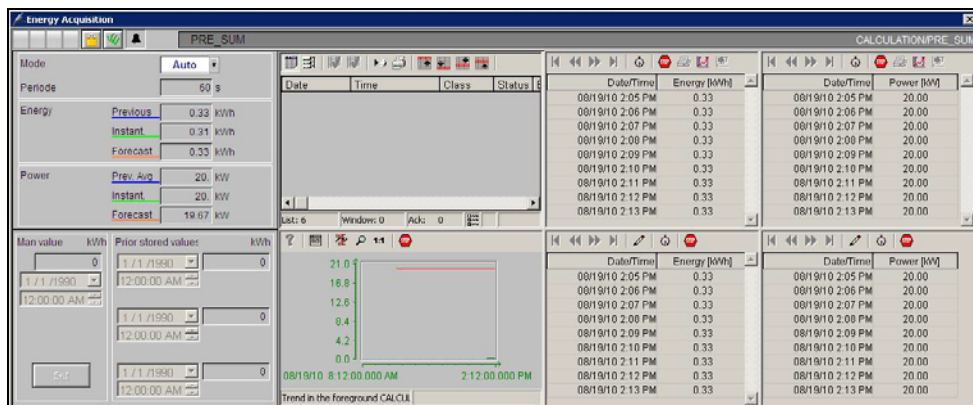 Energy Acquisition
PRE_SUM
CALCULATION/PRE_SUM
Mode Auto
Periode 60 s
Energy Previous 0.33 kWh
Instant. 0.31 kWh
Forecast 0.33 kWh
Power Prev. Avg 20. kW
Instant. 20. kW
Forecast 19.67 kW
Date Time Class Status
List: 6 Window: 0 Ack: 0
Date/Time Energy [kWh]
08/19/10 2:05 PM 0.33
08/19/10 2:06 PM 0.33
08/19/10 2:07 PM 0.33
08/19/10 2:08 PM 0.33
08/19/10 2:09 PM 0.33
08/19/10 2:10 PM 0.33
08/19/10 2:11 PM 0.33
08/19/10 2:12 PM 0.33
08/19/10 2:13 PM 0.33
Date/Time Power [kW]
08/19/10 2:05 PM 20.00
08/19/10 2:06 PM 20.00
08/19/10 2:07 PM 20.00
08/19/10 2:08 PM 20.00
08/19/10 2:09 PM 20.00
08/19/10 2:10 PM 20.00
08/19/10 2:11 PM 20.00
08/19/10 2:12 PM 20.00
08/19/10 2:13 PM 20.00
Man value kWh
0
1 / 1 /1990
12:00:00 AM
Prior stored values kWh
1 / 1 /1990 0
12:00:00 AM
1 / 1 /1990 0
12:00:00 AM
1 / 1 /1990 0
12:00:00 AM
1:1
21.0
16.8
12.6
8.4
4.2
0.0
08/19/10 8:12:00.000 AM 2:12:00.000 PM
Trend in the foreground CALCUL
Date/Time Energy [kWh]
08/19/10 2:05 PM 0.33
08/19/10 2:06 PM 0.33
08/19/10 2:07 PM 0.33
08/19/10 2:08 PM 0.33
08/19/10 2:09 PM 0.33
08/19/10 2:10 PM 0.33
08/19/10 2:11 PM 0.33
08/19/10 2:12 PM 0.33
08/19/10 2:13 PM 0.33
Date/Time Power [kW]
08/19/10 2:05 PM 20.00
08/19/10 2:06 PM 20.00
08/19/10 2:07 PM 20.00
08/19/10 2:08 PM 20.00
08/19/10 2:09 PM 20.00
08/19/10 2:10 PM 20.00
08/19/10 2:11 PM 20.00
08/19/10 2:12 PM 20.00
08/19/10 2:13 PM 20.00